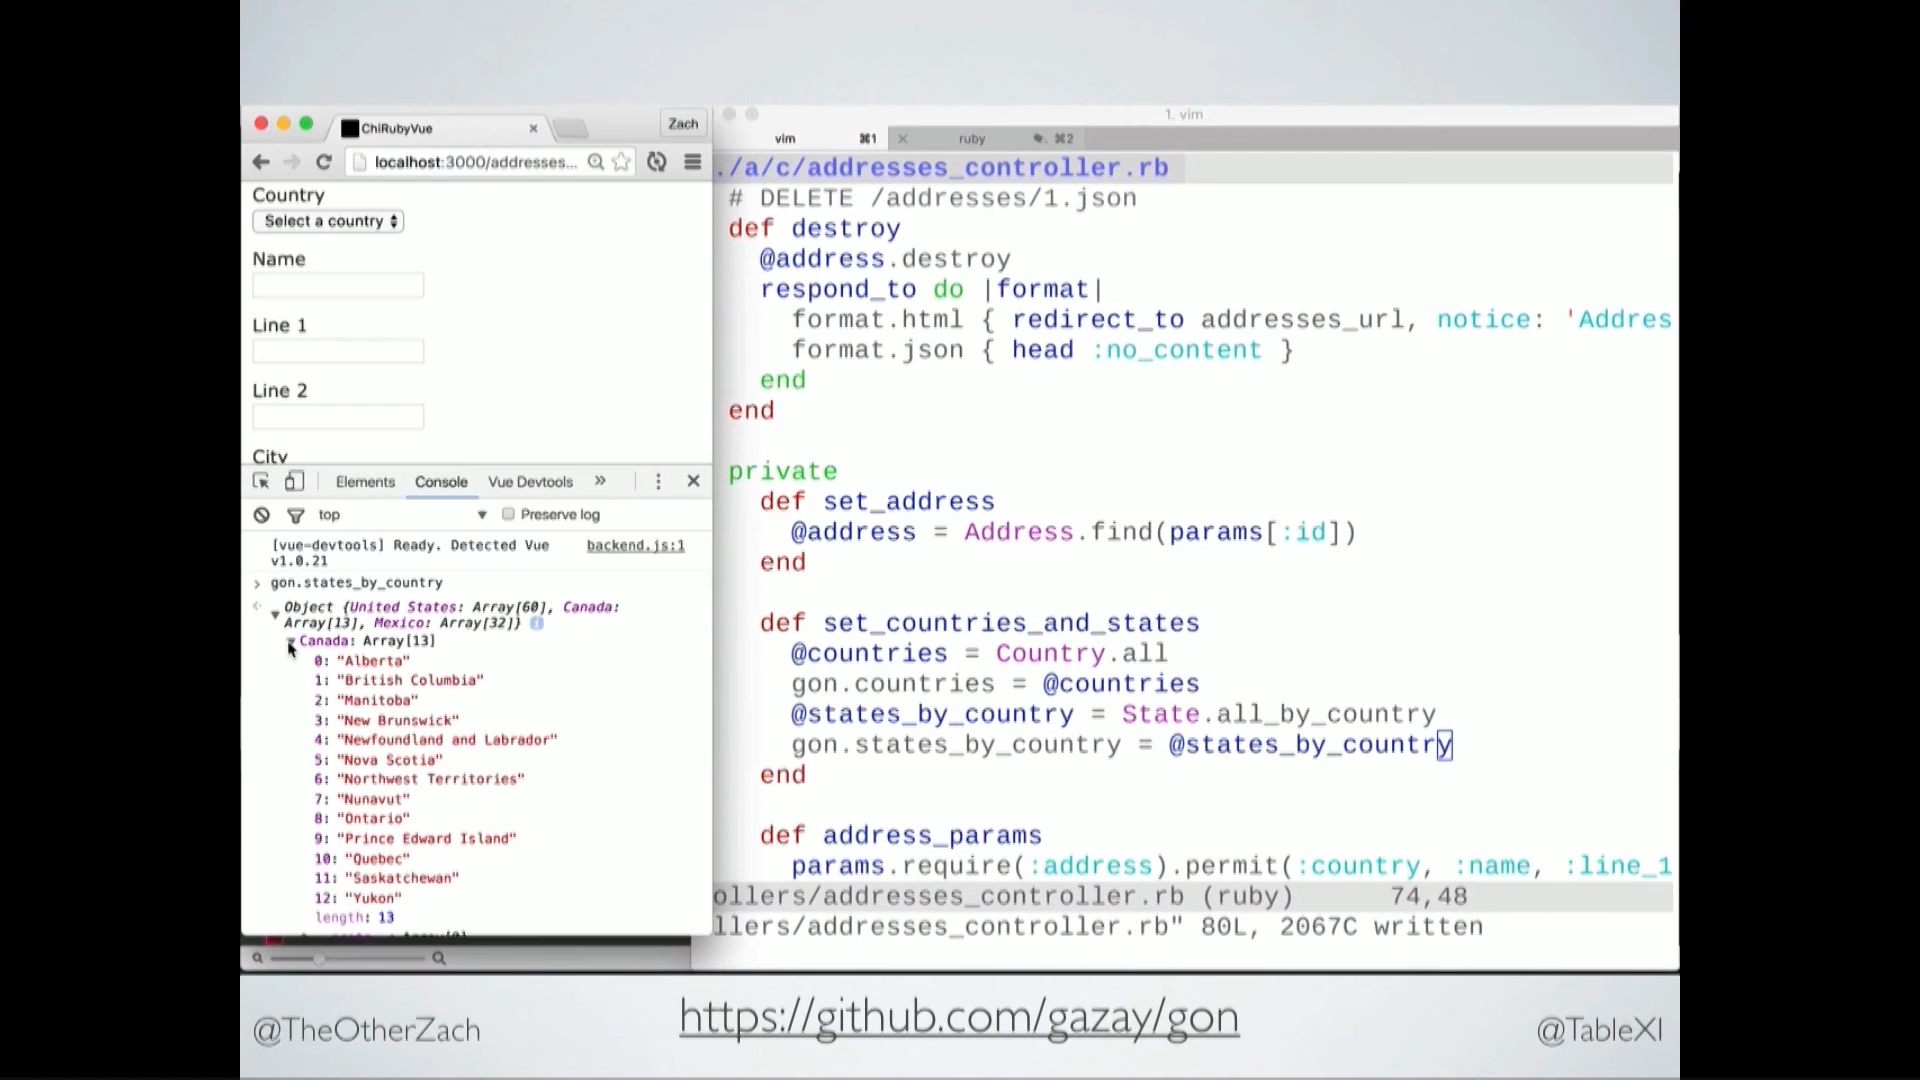 ChiRubyVue
Zach
localhost:3000/addresses...
Country
Select a country
Name
Line 1
Line 2
City
Elements Console Vue Devtools »
top Preserve log
[vue-devtools] Ready. Detected Vue backend.js:1
v1.0.21
> gon.states_by_country
Object {United States: Array[60], Canada:
Array[13], Mexico: Array[32]}
Canada: Array[13]
0: "Alberta"
1: "British Columbia"
2: "Manitoba"
3: "New Brunswick"
4: "Newfoundland and Labrador"
5: "Nova Scotia"
6: "Northwest Territories"
7: "Nunavut"
8: "Ontario"
9: "Prince Edward Island"
10: "Quebec"
11: "Saskatchewan"
12: "Yukon"
length: 13
1. vim
vim ⌘1 ruby ⌘2
./a/c/addresses_controller.rb
# DELETE /addresses/1.json
def destroy
@address.destroy
respond_to do |format|
format.html { redirect_to addresses_url, notice: 'Addres
format.json { head :no_content }
end
end
private
def set_address
@address = Address.find(params[:id])
end
def set_countries_and_states
@countries = Country.all
gon.countries = @countries
@states_by_country = State.all_by_country
gon.states_by_country = @states_by_country
end
def address_params
params.require(:address).permit(:country, :name, :line_1
ollers/addresses_controller.rb (ruby) 74,48
llers/addresses_controller.rb" 80L, 2067C written
@TheOtherZach
https://github.com/gazay/gon
@TableXI